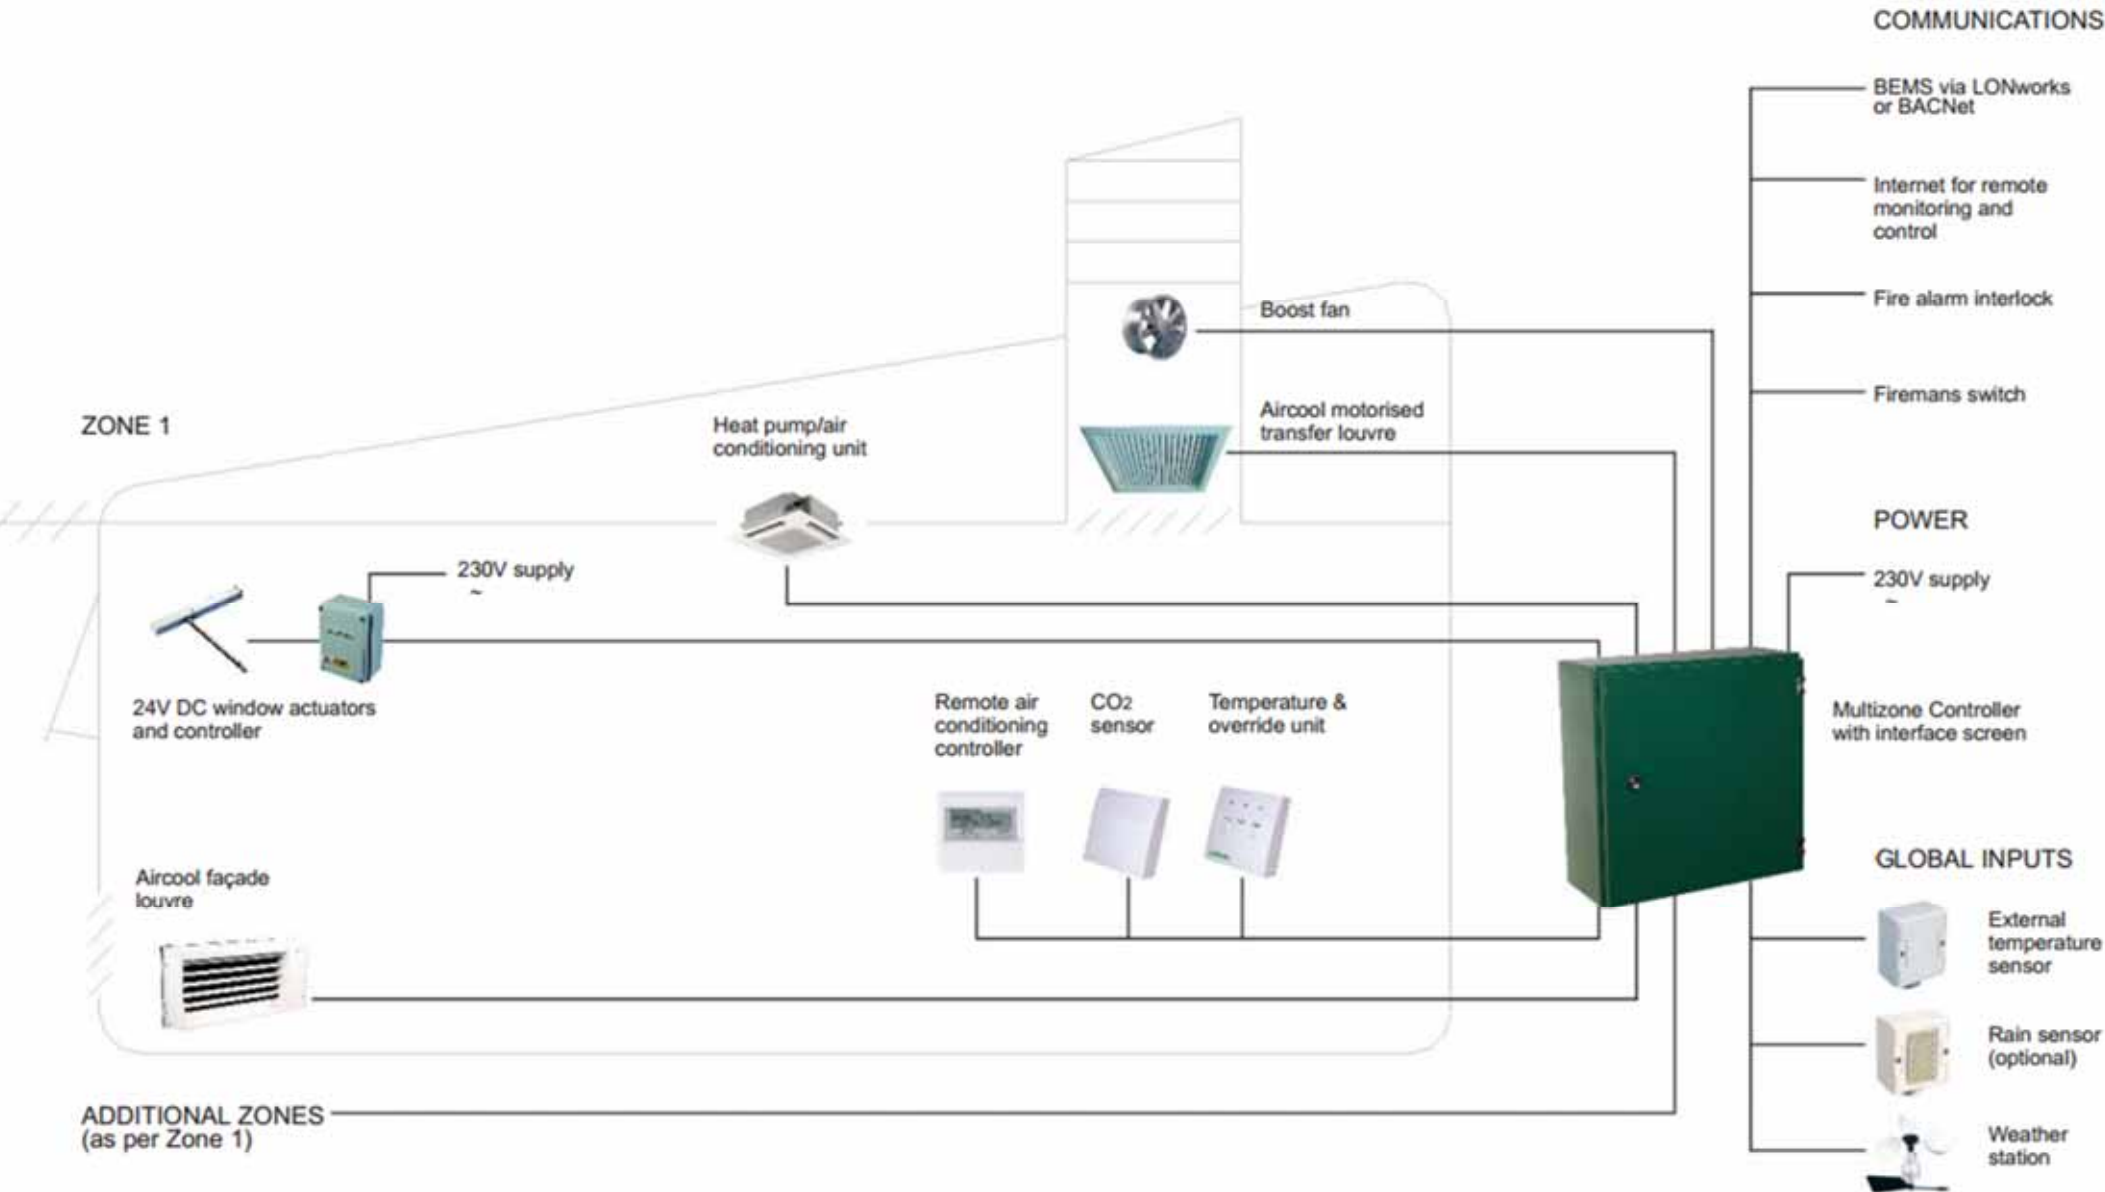 COMMUNICATIONS
BEMS via LONworks
or BACNet
Internet for remote
monitoring and
control
Boost fan
Fire alarm interlock
Aircool motorised
transfer louvre
Firemans switch
ZONE 1
Heat pump/air
conditioning unit
POWER
230V supply
~
230V supply
~
24V DC window actuators
and controller
Remote air
conditioning
controller
CO2
sensor
Temperature &
override unit
Multizone Controller
with interface screen
Aircool façade
louvre
GLOBAL INPUTS
External
temperature
sensor
Rain sensor
(optional)
ADDITIONAL ZONES
(as per Zone 1)
Weather
station